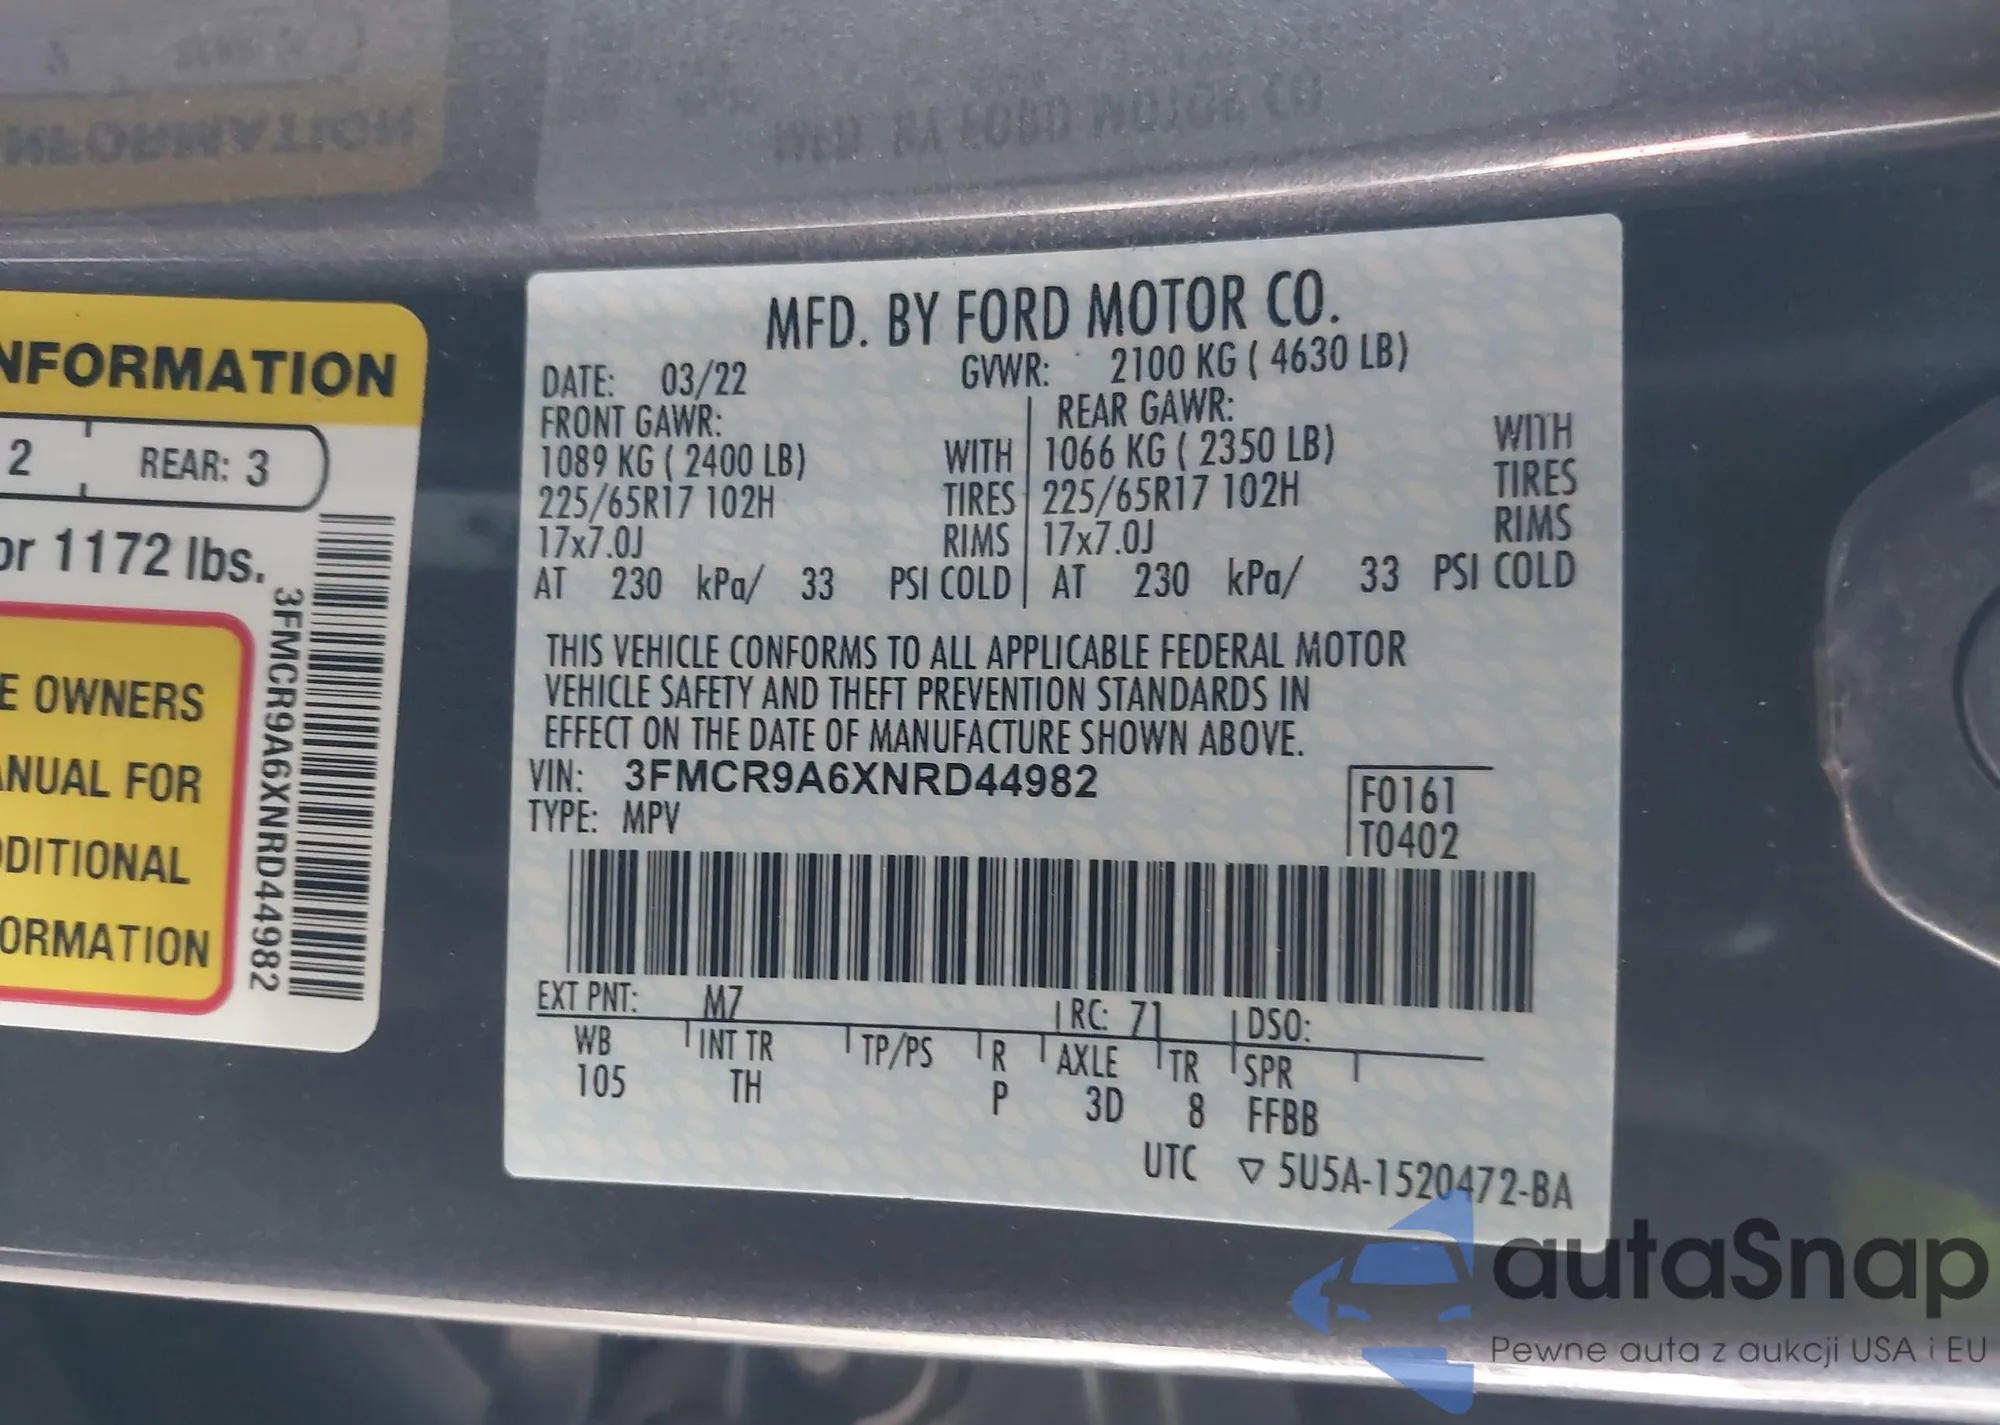 NFORMATION
2 REAR: 3
or 1172 lbs.
E OWNERS
ANUAL FOR
DDITIONAL
ORMATION
3FMCR9A6XNRD44982
MFD. BY FORD MOTOR CO.
DATE: 03/22 GVWR: 2100 KG ( 4630 LB)
FRONT GAWR: REAR GAWR:
1089 KG ( 2400 LB) WITH 1066 KG ( 2350 LB) WITH
225/65R17 102H TIRES 225/65R17 102H TIRES
17x7.0J RIMS 17x7.0J RIMS
AT 230 kPa/ 33 PSI COLD AT 230 kPa/ 33 PSI COLD
THIS VEHICLE CONFORMS TO ALL APPLICABLE FEDERAL MOTOR
VEHICLE SAFETY AND THEFT PREVENTION STANDARDS IN
EFFECT ON THE DATE OF MANUFACTURE SHOWN ABOVE.
VIN: 3FMCR9A6XNRD44982 F0161
TYPE: MPV T0402
EXT PNT: M7 RC: 71 DSO:
WB INT TR TP/PS R AXLE TR SPR
105 TH P 3D 8 FFBB
UTC ▽ 5U5A-1520472-BA
autaSnap
Pewne auta z aukcji USA i EU